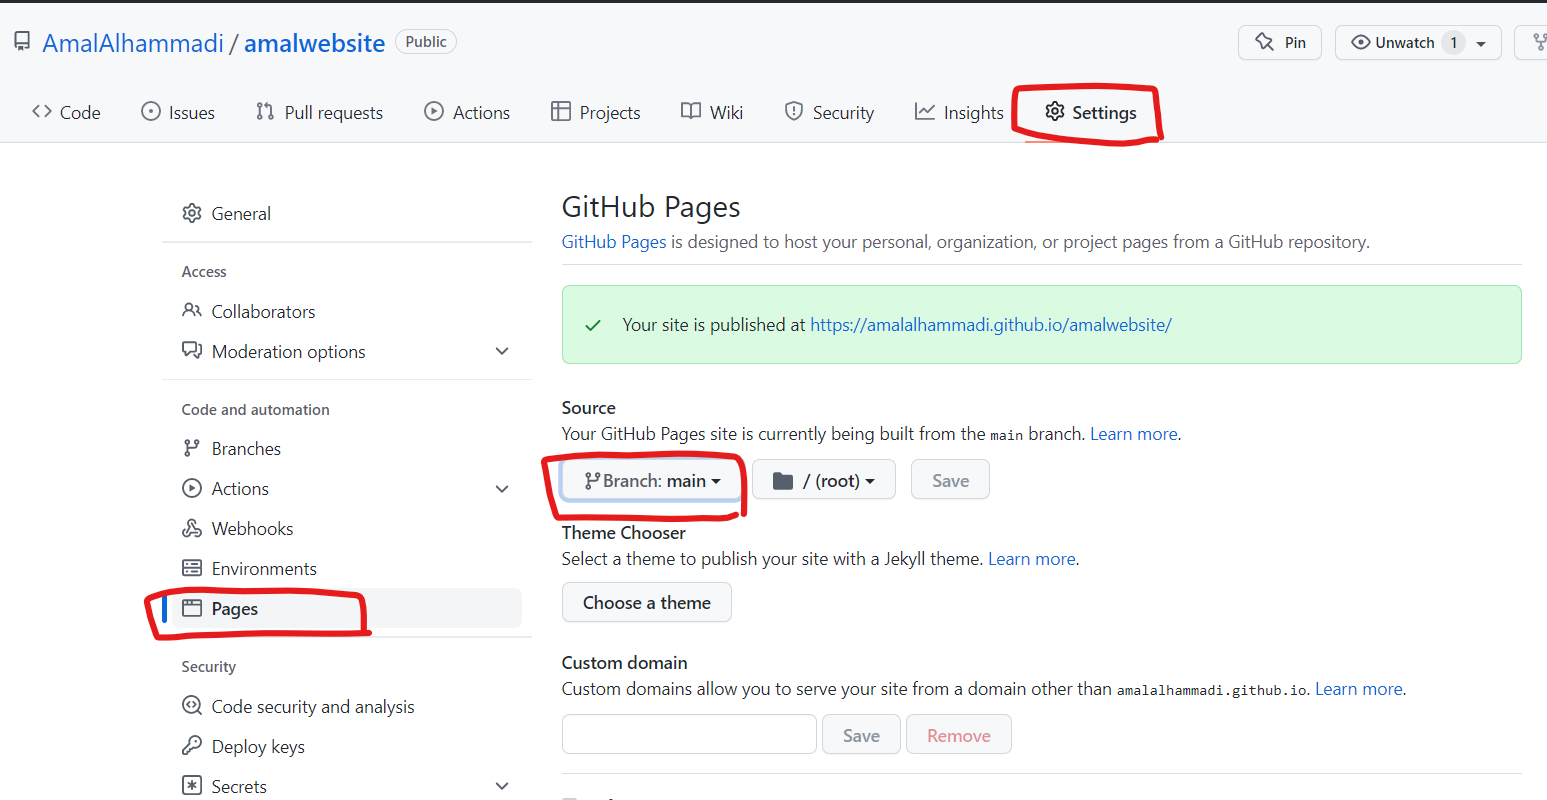 AmalAlhammadi / amalwebsite Public
Pin Unwatch 1
Code Issues Pull requests Actions Projects Wiki Security Insights Settings
General
Access
Collaborators
Moderation options
Code and automation
Branches
Actions
Webhooks
Environments
Pages
Security
Code security and analysis
Deploy keys
Secrets
GitHub Pages
GitHub Pages is designed to host your personal, organization, or project pages from a GitHub repository.
Your site is published at https://amalalhammadi.github.io/amalwebsite/
Source
Your GitHub Pages site is currently being built from the main branch. Learn more.
Branch: main / (root) Save
Theme Chooser
Select a theme to publish your site with a Jekyll theme. Learn more.
Choose a theme
Custom domain
Custom domains allow you to serve your site from a domain other than amalalhammadi.github.io. Learn more.
Save Remove